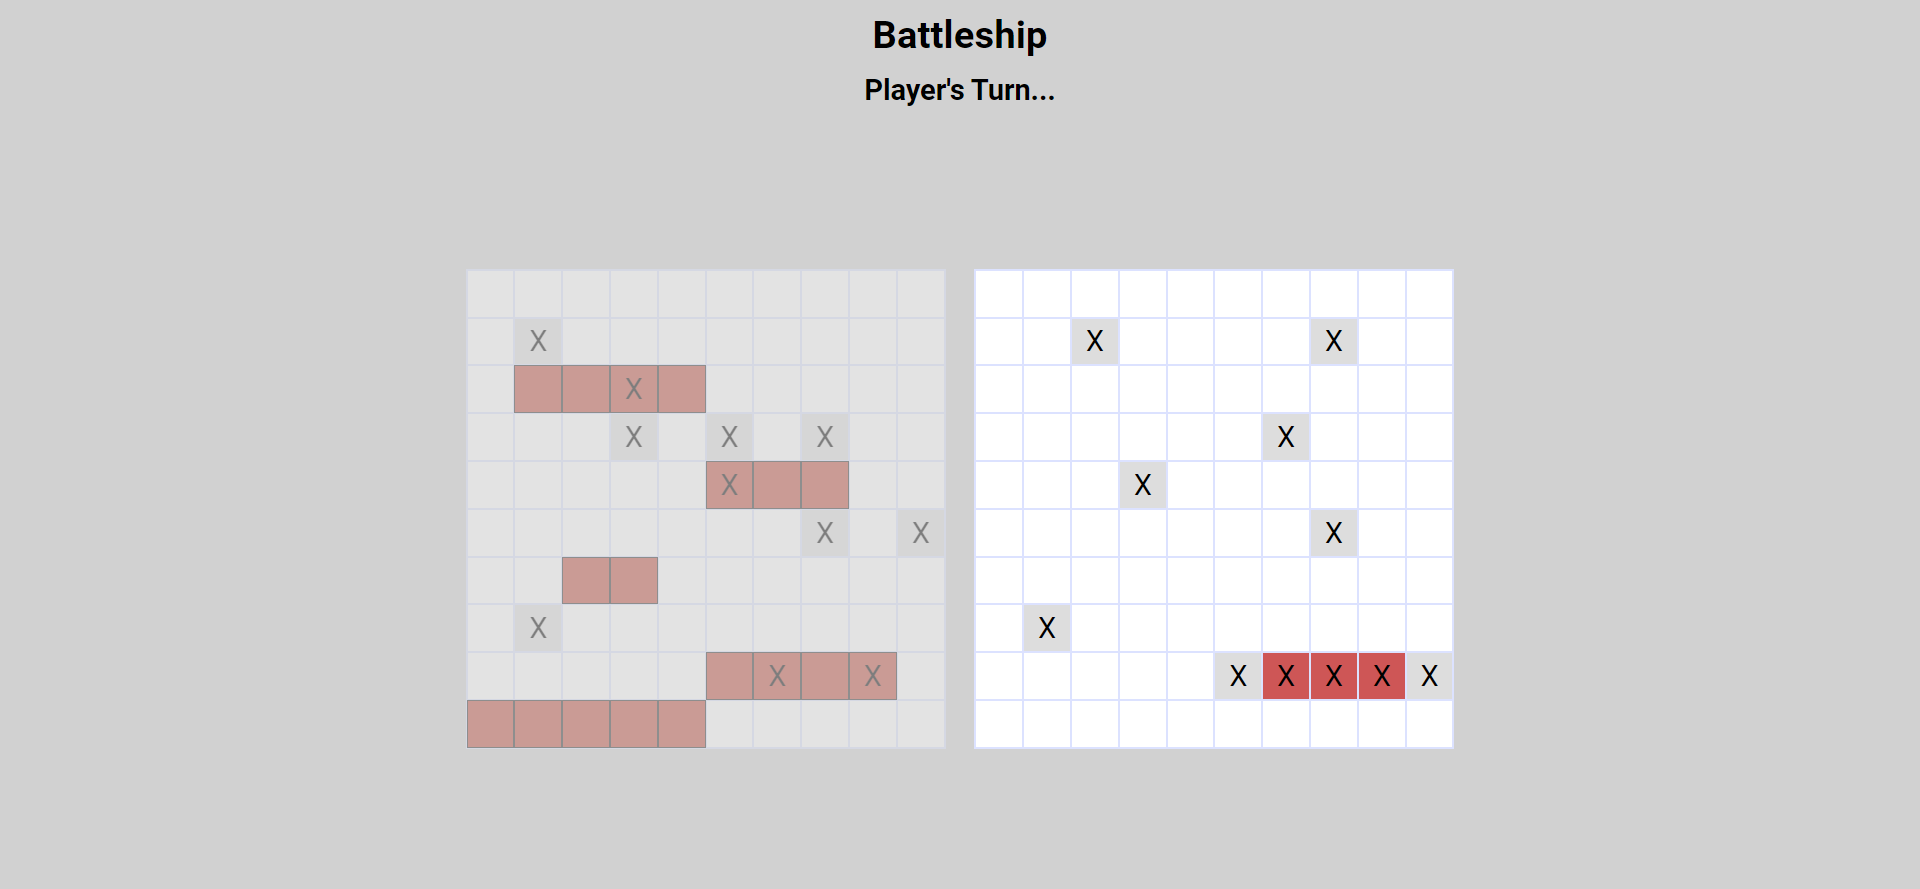 Battleship
Player's Turn...
X X X
X
X X X X
X X
X X X
X X
X X X X X X X